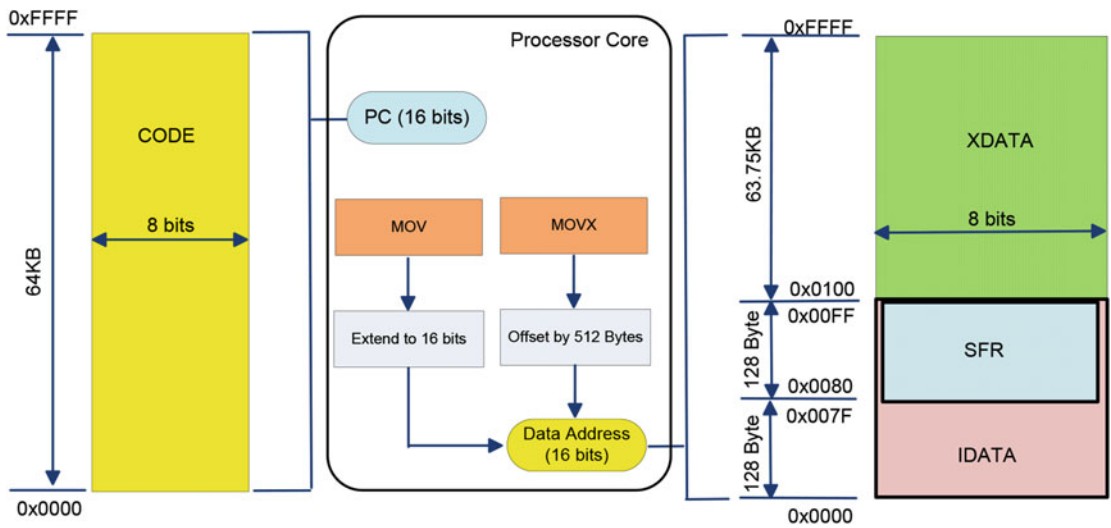 0xFFFF
64KB
0x0000
CODE
8 bits
Processor Core
PC (16 bits)
MOV
MOVX
Extend to 16 bits
Offset by 512 Bytes
Data Address
(16 bits)
0xFFFF
63.75KB
0x0100
0x00FF
128 Byte
0x0080
0x007F
128 Byte
0x0000
XDATA
8 bits
SFR
IDATA